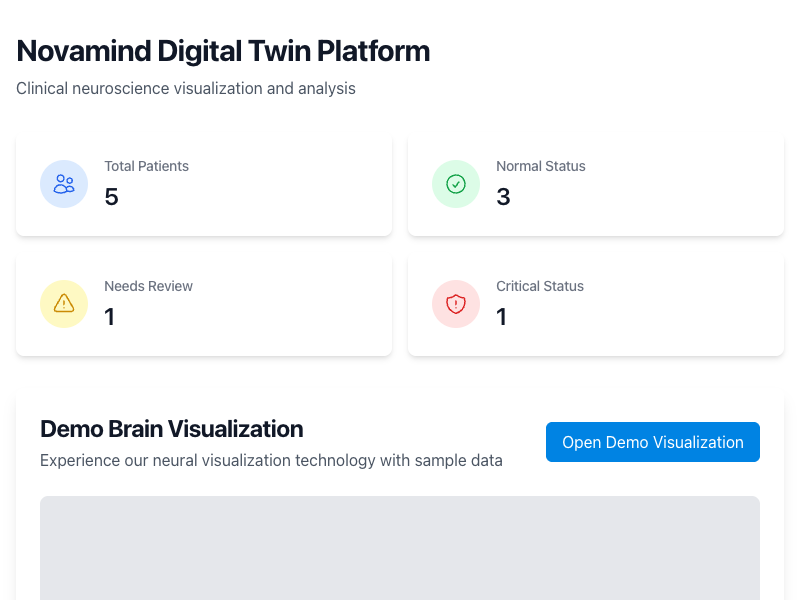 Novamind Digital Twin Platform
Clinical neuroscience visualization and analysis
Total Patients
5
Normal Status
3
Needs Review
1
Critical Status
1
Demo Brain Visualization
Experience our neural visualization technology with sample data
Open Demo Visualization